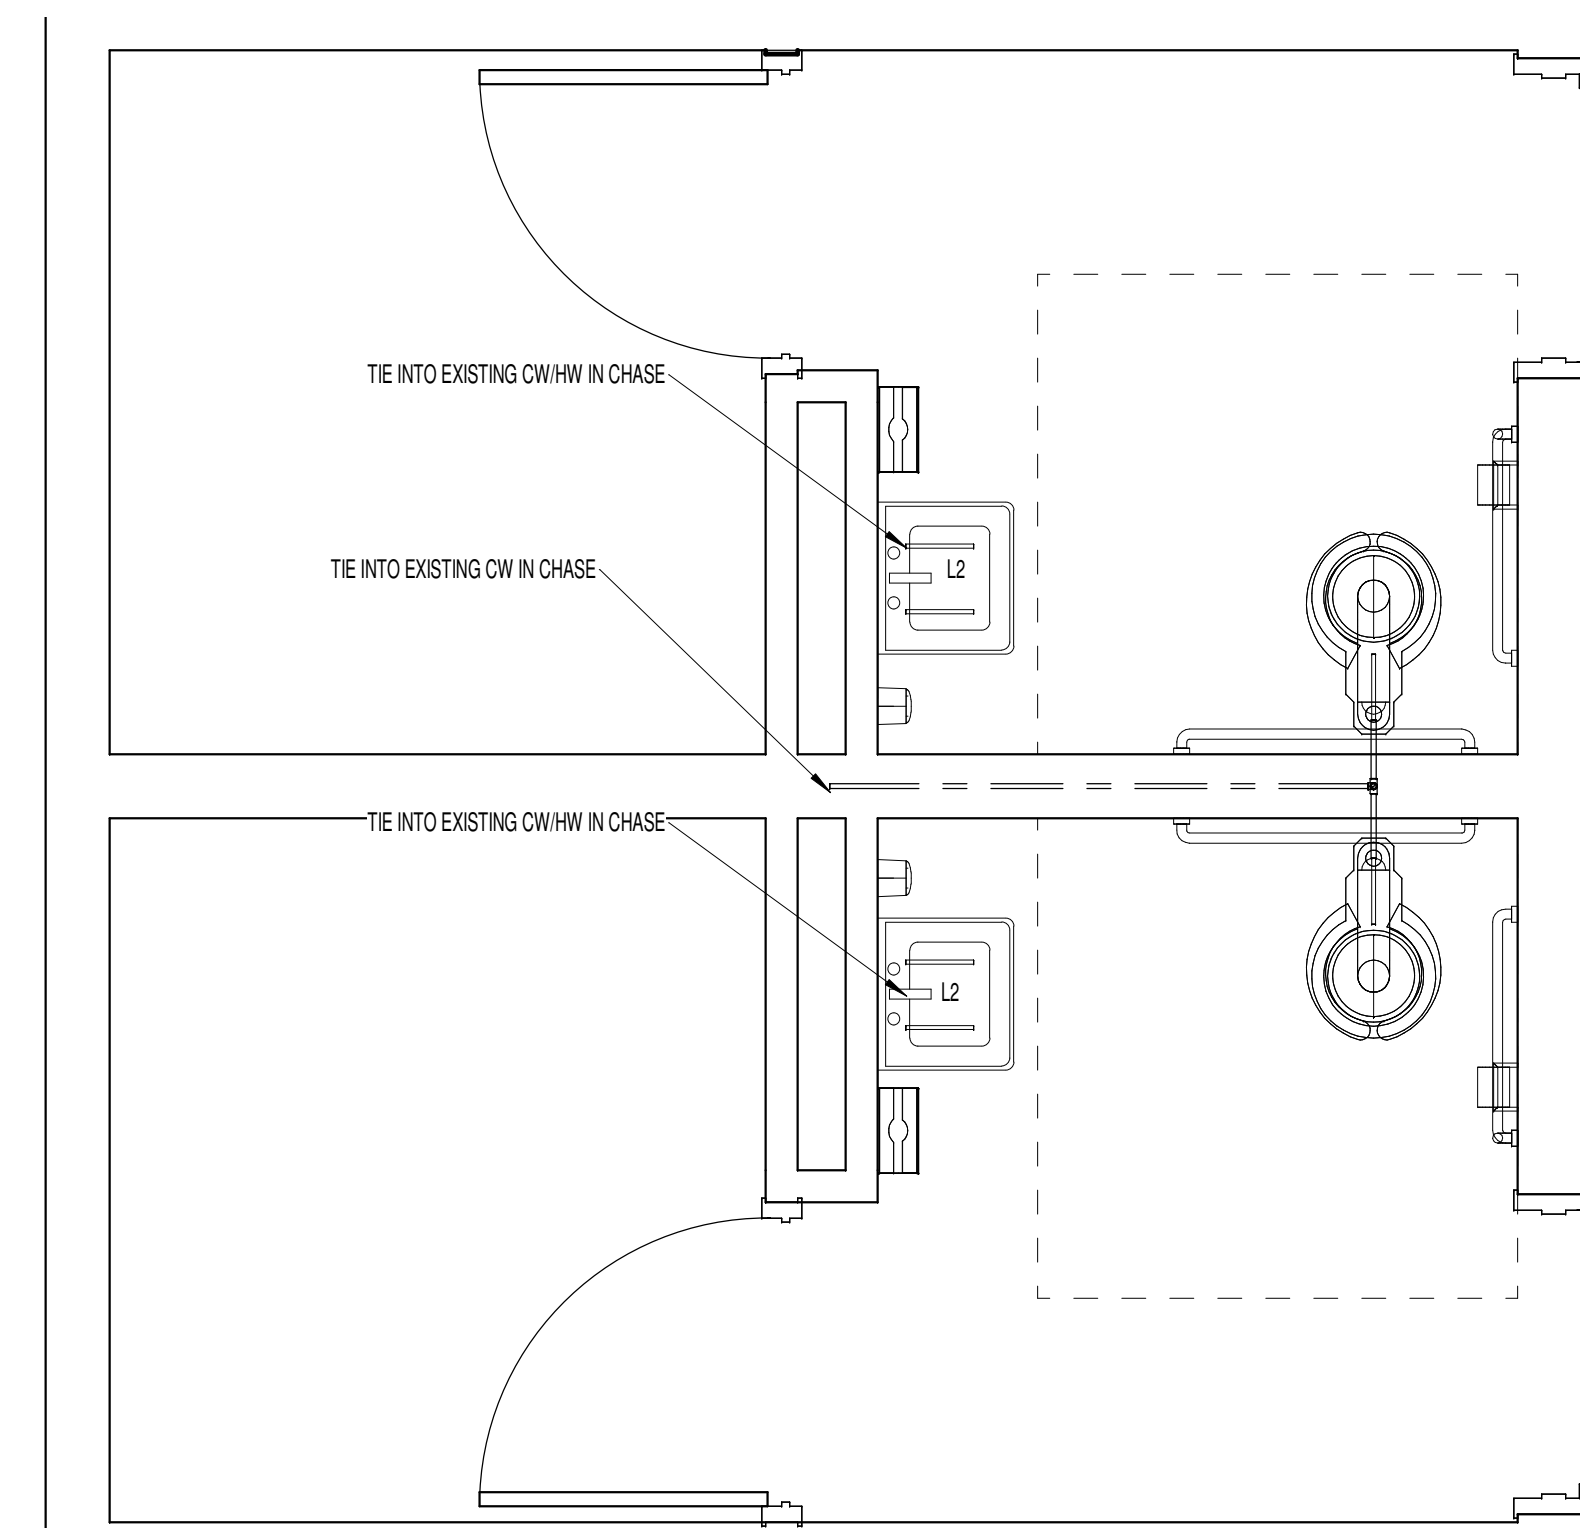 TIE INTO EXISTING CW/HW IN CHASE
TIE INTO EXISTING CW IN CHASE
L2
TIE INTO EXISTING CW/HW IN CHASE
L2